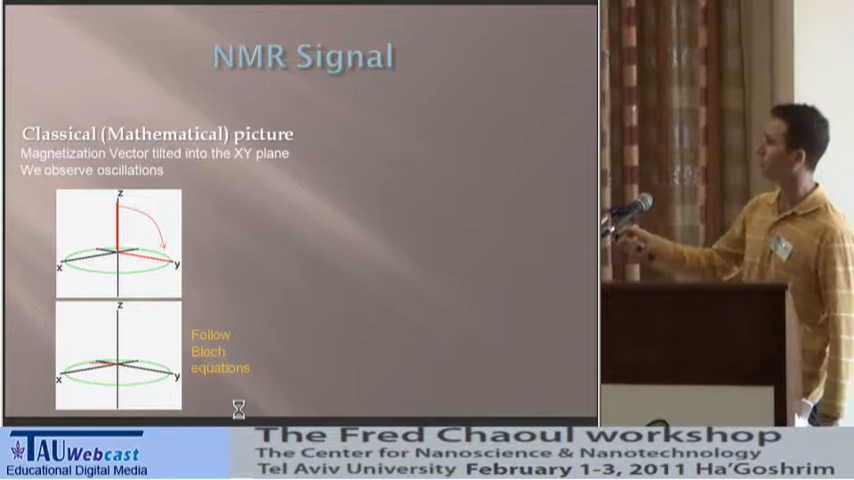 NMR Signal
Classical (Mathematical) picture
Magnetization Vector tilted into the XY plane
We observe oscillations
z
x
y
z
x
y
Follow
Bloch
equations
TAU Webcast
Educational Digital Media
The Fred Chaoul workshop
The Center for Nanoscience & Nanotechnology
Tel Aviv University February 1-3, 2011 Ha'Goshrim